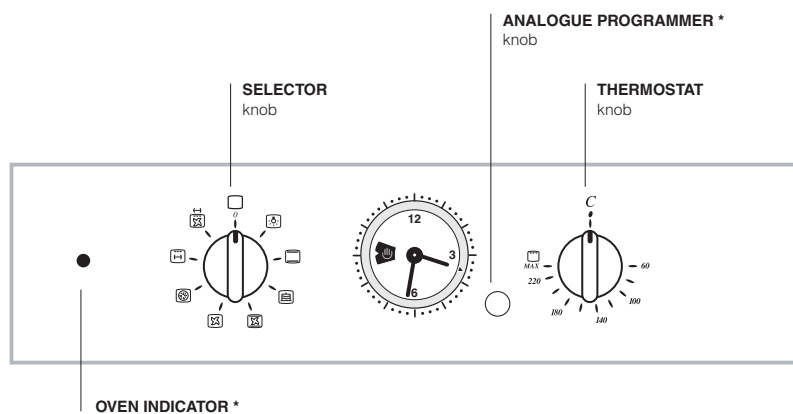 ANALOGUE PROGRAMMER *
knob
SELECTOR
knob
THERMOSTAT
knob
0
12
3
6
C
MAX
60
220
100
180
140
OVEN INDICATOR *